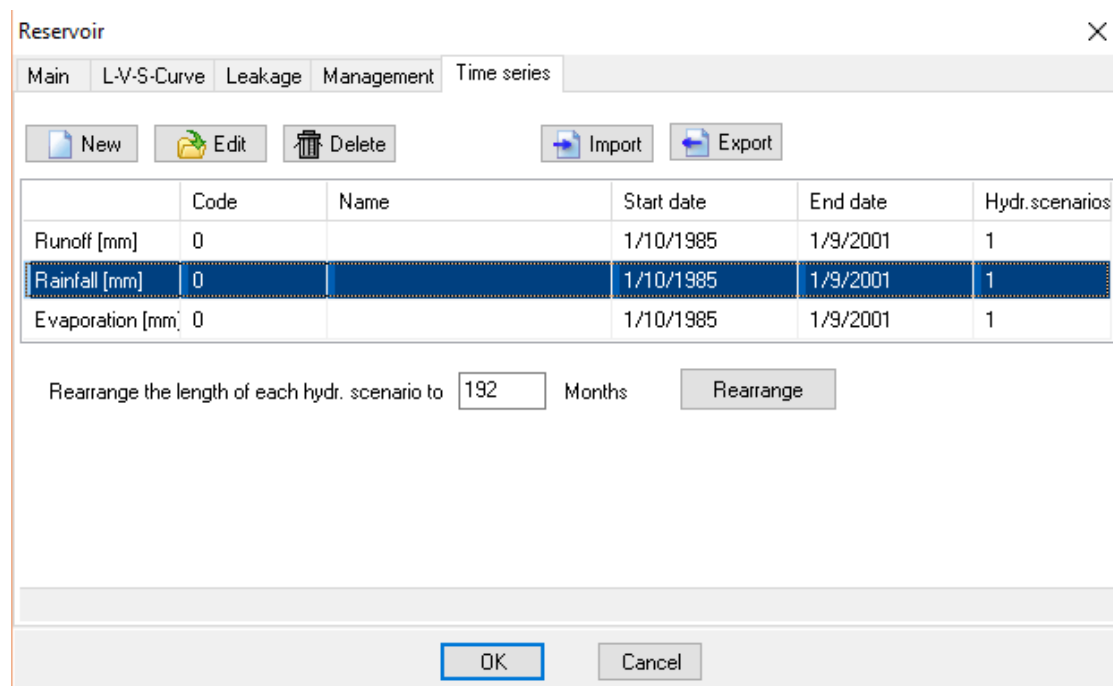 Reservoir
Main L-V-S-Curve Leakage Management Time series
New Edit Delete Import Export
Code Name Start date End date Hydr.scenarios
Runoff [mm] 0 1/10/1985 1/9/2001 1
Rainfall [mm] 0 1/10/1985 1/9/2001 1
Evaporation [mm] 0 1/10/1985 1/9/2001 1
Rearrange the length of each hydr. scenario to 192 Months Rearrange
OK Cancel